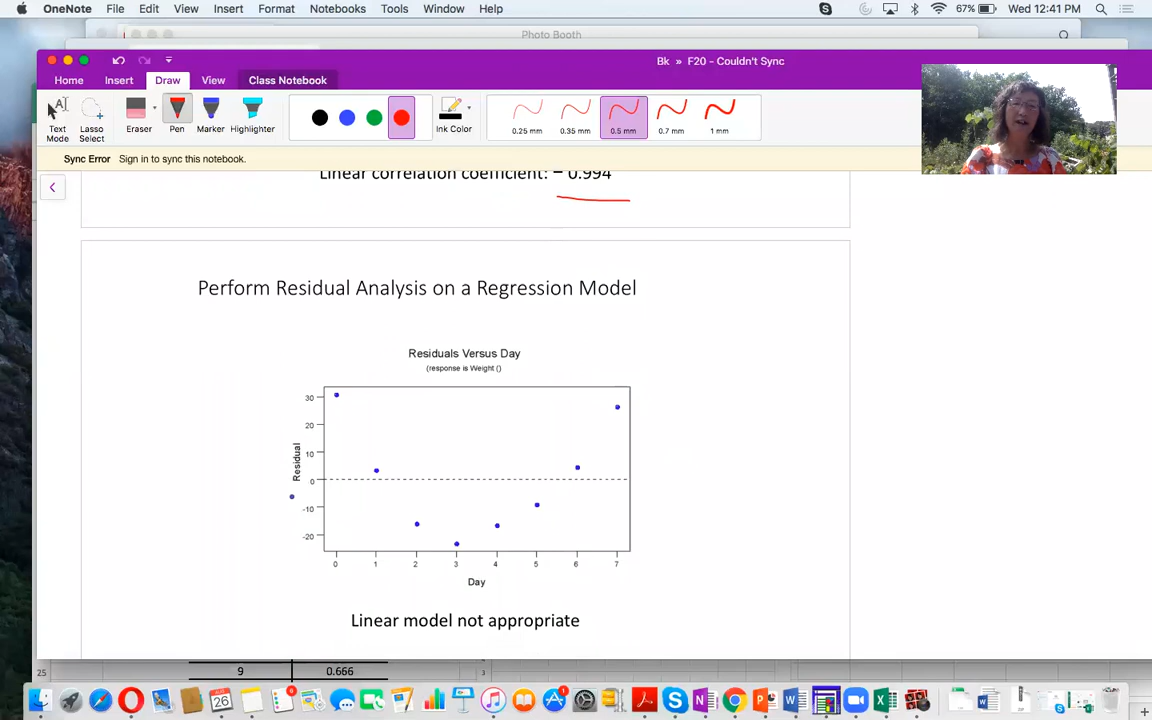 OneNote File Edit View Insert Format Notebooks Tools Window Help 67% Wed 12:41 PM
Photo Booth
Bk » F20 - Couldn't Sync
Home Insert Draw View Class Notebook
Text Mode
Lasso Select
Eraser
Pen
Marker
Highlighter
Ink Color
0.25 mm
0.35 mm
0.5 mm
0.7 mm
1 mm
Sync Error Sign in to sync this notebook.
Linear correlation coefficient: – 0.994
Perform Residual Analysis on a Regression Model
Residuals Versus Day
(response is Weight ()
30
20
10
0
-10
-20
Residual
0 1 2 3 4 5 6 7
Day
Linear model not appropriate
25
9 0.666